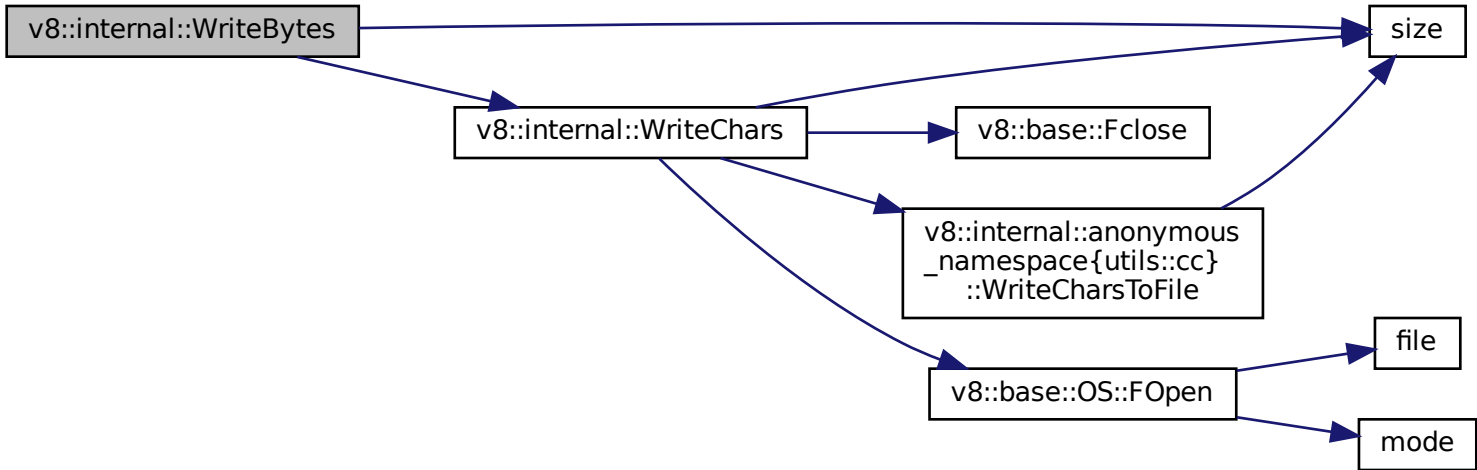 v8::internal::WriteBytes
size
v8::internal::WriteChars
v8::base::Fclose
v8::internal::anonymous
_namespace{utils::cc}
::WriteCharsToFile
file
v8::base::OS::FOpen
mode